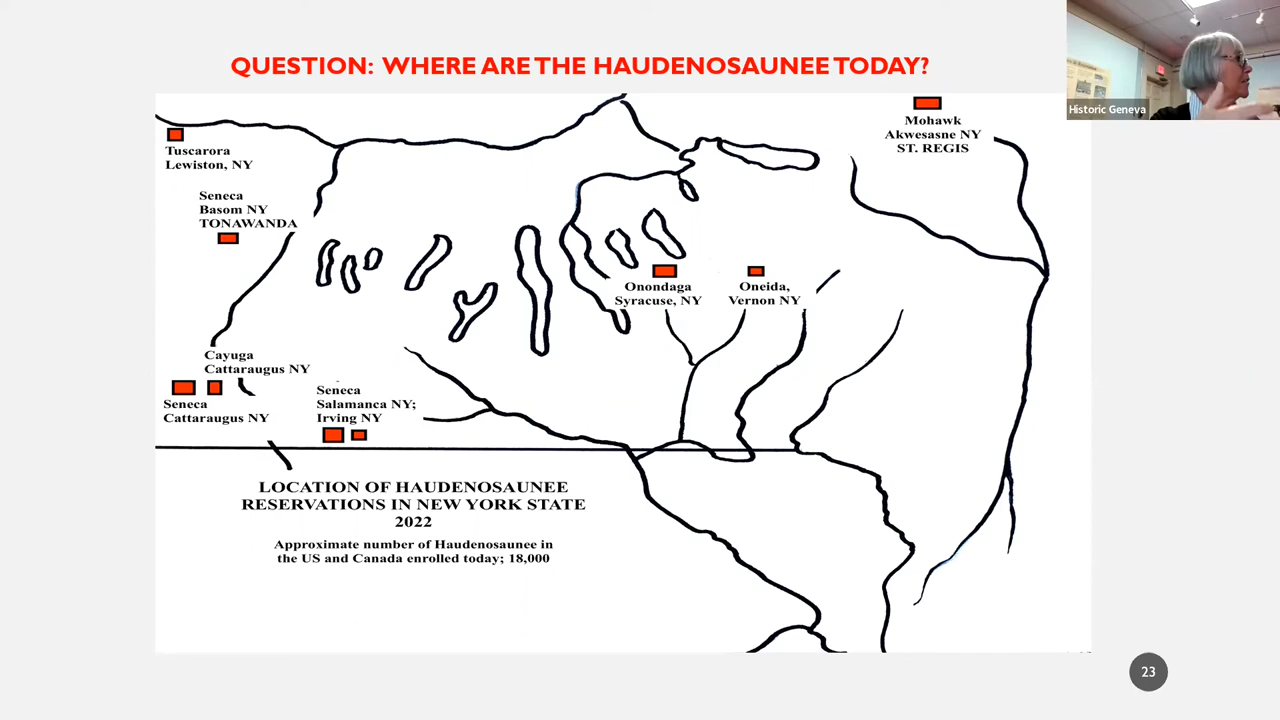 QUESTION: WHERE ARE THE HAUDENOSAUNEE TODAY?
Historic Geneva
Mohawk
Akwesasne NY
ST. REGIS
Tuscarora
Lewiston, NY
Seneca
Basom NY
TONAWANDA
Onondaga
Syracuse, NY
Oneida,
Vernon NY
Cayuga
Cattaraugus NY
Seneca
Cattaraugus NY
Seneca
Salamanca NY;
Irving NY
LOCATION OF HAUDENOSAUNEE
RESERVATIONS IN NEW YORK STATE
2022
Approximate number of Haudenosaunee in
the US and Canada enrolled today; 18,000
23